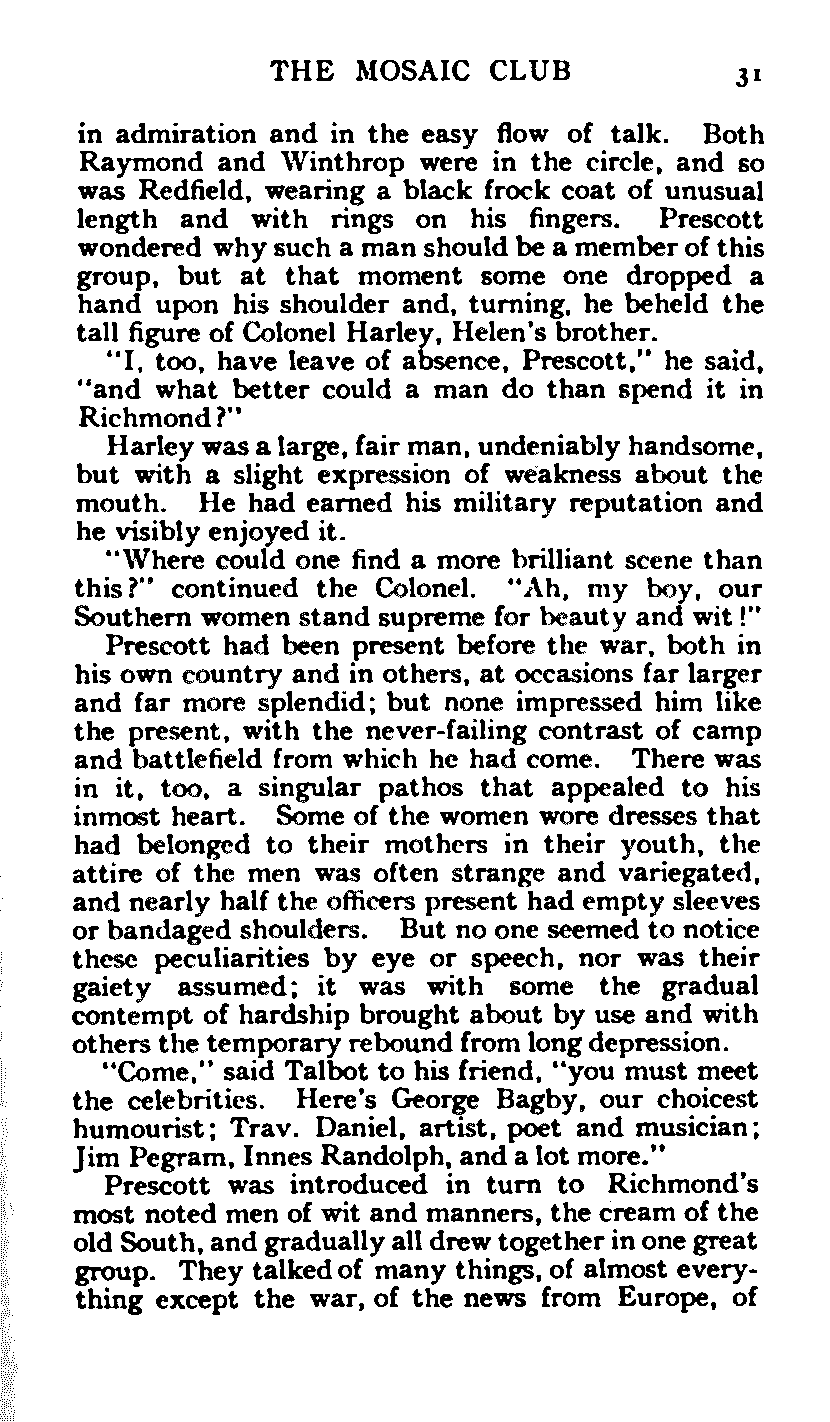 THE MOSAIC CLUB 31
in admiration and in the easy flow of talk. Both
Raymond and Winthrop were in the circle, and so
was Redfield, wearing a black frock coat of unusual
length and with rings on his fingers. Prescott
wondered why such a man should be a member of this
group, but at that moment some one dropped a
hand upon his shoulder and, turning, he beheld the
tall figure of Colonel Harley, Helen's brother.
"I, too, have leave of absence, Prescott," he said,
"and what better could a man do than spend it in
Richmond?"
Harley was a large, fair man, undeniably handsome,
but with a slight expression of weakness about the
mouth. He had earned his military reputation and
he visibly enjoyed it.
"Where could one find a more brilliant scene than
this?" continued the Colonel. "Ah, my boy, our
Southern women stand supreme for beauty and wit!"
Prescott had been present before the war, both in
his own country and in others, at occasions far larger
and far more splendid; but none impressed him like
the present, with the never-failing contrast of camp
and battlefield from which he had come. There was
in it, too, a singular pathos that appealed to his
inmost heart. Some of the women wore dresses that
had belonged to their mothers in their youth, the
attire of the men was often strange and variegated,
and nearly half the officers present had empty sleeves
or bandaged shoulders. But no one seemed to notice
these peculiarities by eye or speech, nor was their
gaiety assumed; it was with some the gradual
contempt of hardship brought about by use and with
others the temporary rebound from long depression.
"Come," said Talbot to his friend, "you must meet
the celebrities. Here's George Bagby, our choicest
humourist; Trav. Daniel, artist, poet and musician;
Jim Pegram, Innes Randolph, and a lot more."
Prescott was introduced in turn to Richmond's
most noted men of wit and manners, the cream of the
old South, and gradually all drew together in one great
group. They talked of many things, of almost every-
thing except the war, of the news from Europe, of